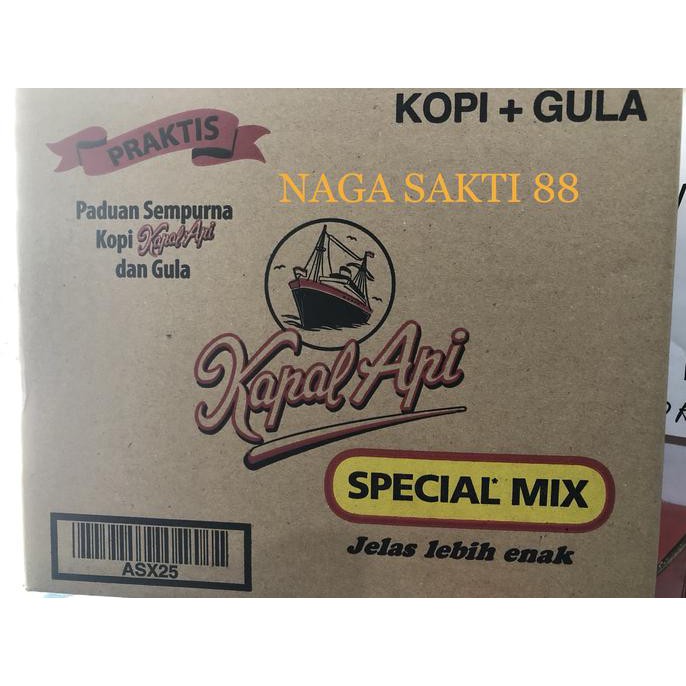 KOPI + GULA
PRAKTIS
NAGA SAKTI 88
Paduan Sempurna
Kopi Kapal Api
dan Gula
Kapal Api
SPECIAL* MIX
Jelas lebih enak
ASX25